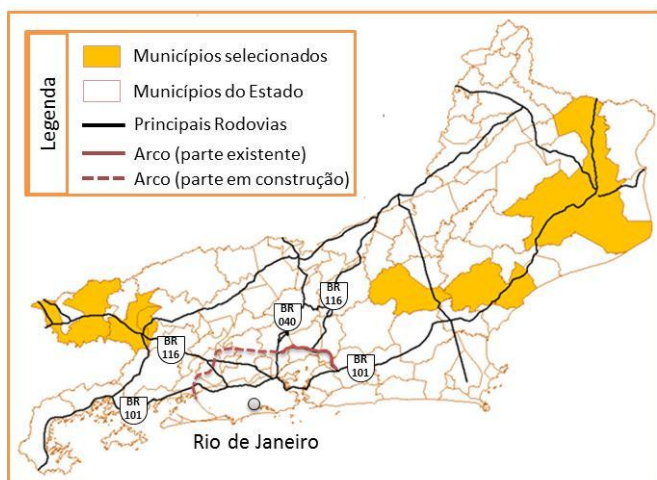 Legenda
Municípios selecionados
Municípios do Estado
Principais Rodovias
Arco (parte existente)
Arco (parte em construção)
BR
116
BR
040
BR
116
BR
101
BR
101
Rio de Janeiro